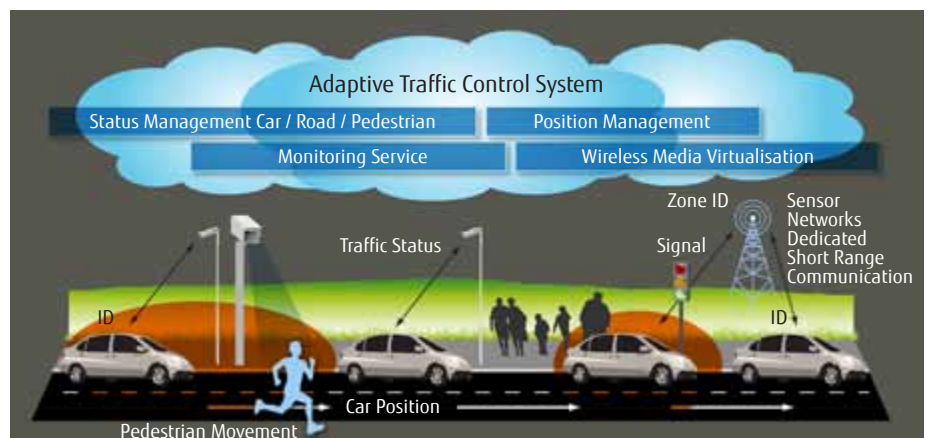 Adaptive Traffic Control System
Status Management Car / Road / Pedestrian
Position Management
Monitoring Service
Wireless Media Virtualisation
Zone ID
Sensor
Networks
Dedicated
Short Range
Communication
Traffic Status
Signal
ID
ID
Car Position
Pedestrian Movement